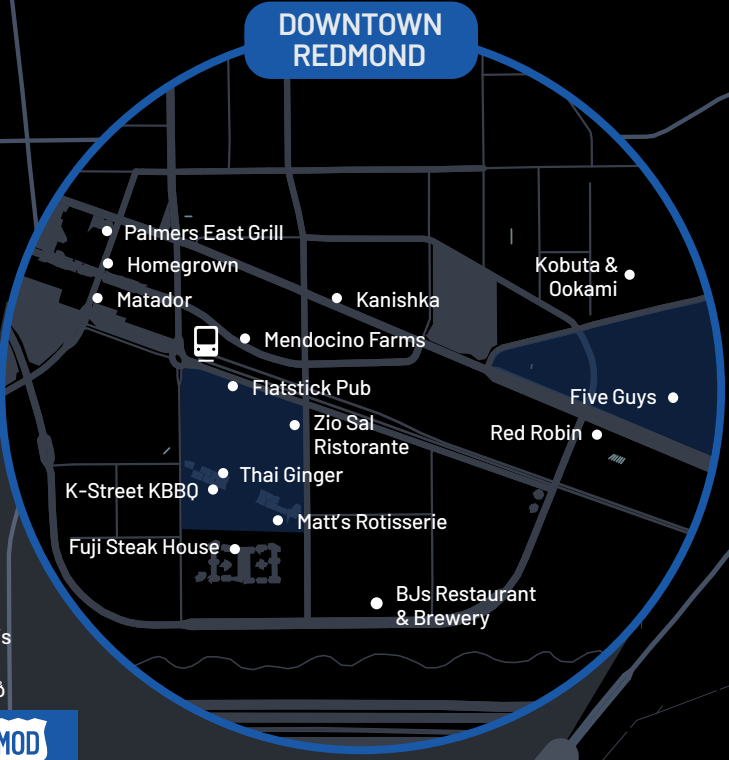 DOWNTOWN
REDMOND
Palmers East Grill
Homegrown
Matador
Kanishka
Kobuta &
Ookami
Mendocino Farms
Flatstick Pub
Five Guys
Zio Sal
Ristorante
Red Robin
Thai Ginger
K-Street KBBQ
Matt's Rotisserie
Fuji Steak House
BJs Restaurant
& Brewery
s
MOD